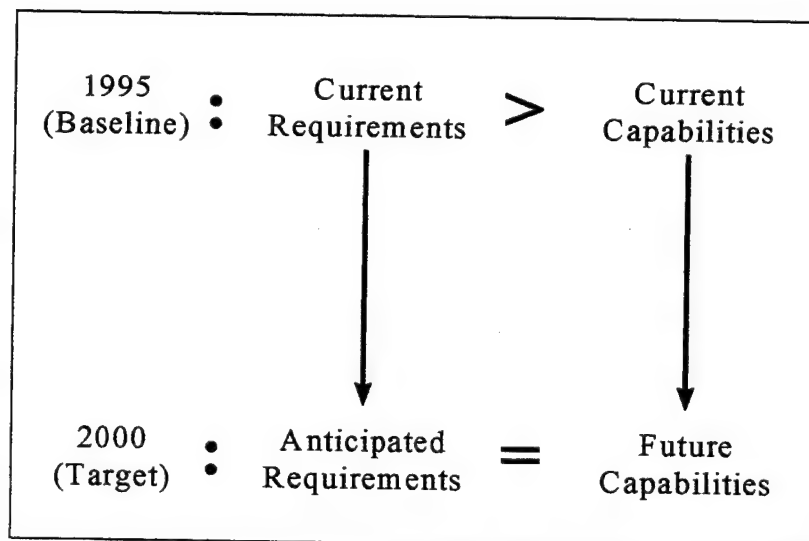 1995 : Current > Current
(Baseline) Requirements Capabilities
2000 : Anticipated = Future
(Target) Requirements Capabilities